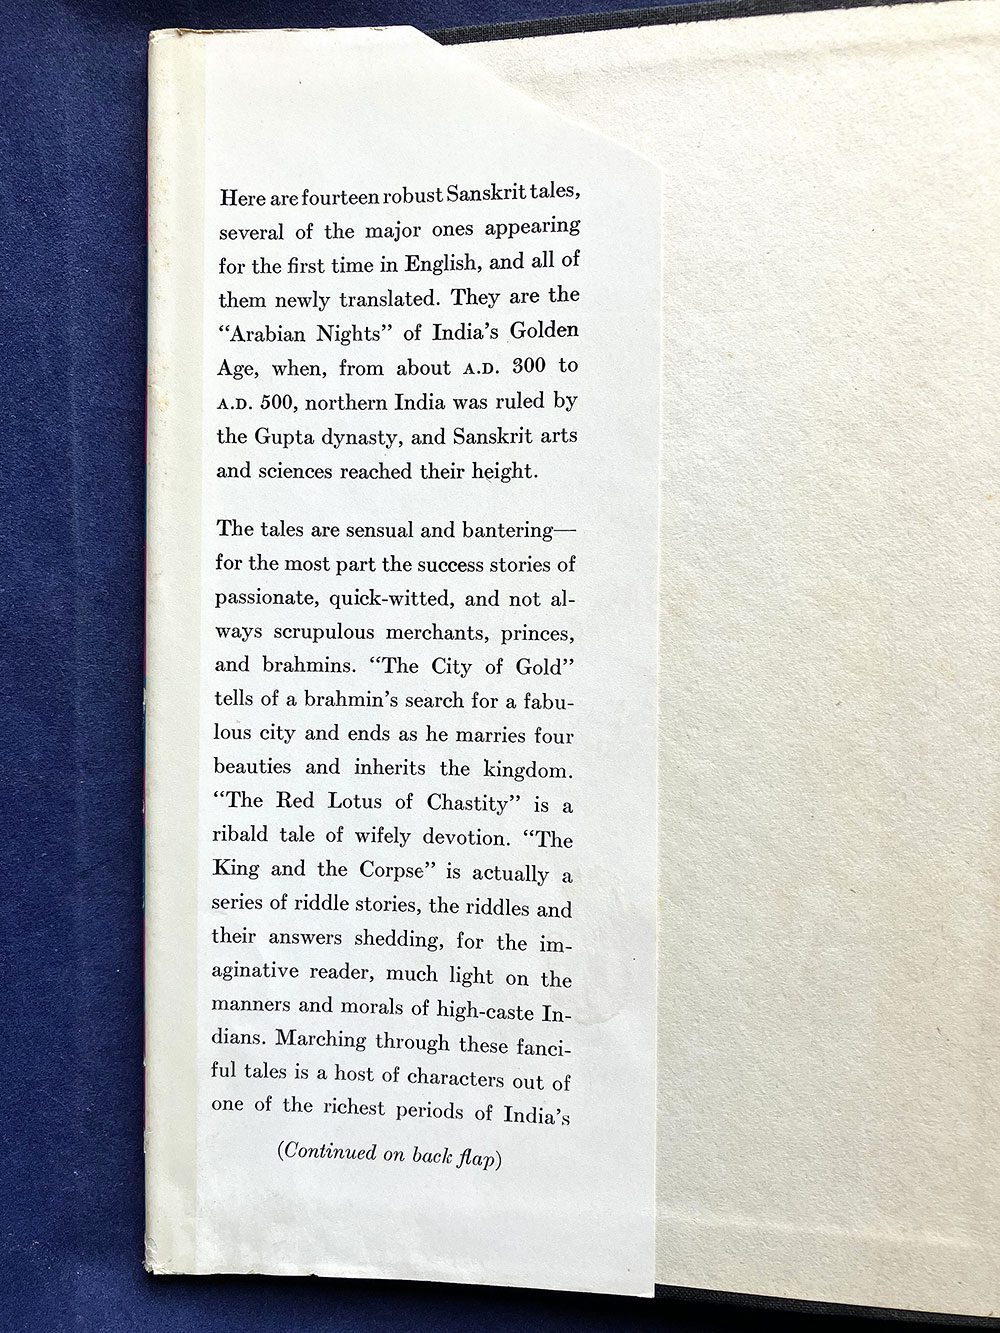 Here are fourteen robust Sanskrit tales,
several of the major ones appearing
for the first time in English, and all of
them newly translated. They are the
“Arabian Nights” of India’s Golden
Age, when, from about A.D. 300 to
A.D. 500, northern India was ruled by
the Gupta dynasty, and Sanskrit arts
and sciences reached their height.
The tales are sensual and bantering—
for the most part the success stories of
passionate, quick-witted, and not al-
ways scrupulous merchants, princes,
and brahmins. “The City of Gold”
tells of a brahmin’s search for a fabu-
lous city and ends as he marries four
beauties and inherits the kingdom.
“The Red Lotus of Chastity” is a
ribald tale of wifely devotion. “The
King and the Corpse” is actually a
series of riddle stories, the riddles and
their answers shedding, for the im-
aginative reader, much light on the
manners and morals of high-caste In-
dians. Marching through these fanci-
ful tales is a host of characters out of
one of the richest periods of India’s
(Continued on back flap)